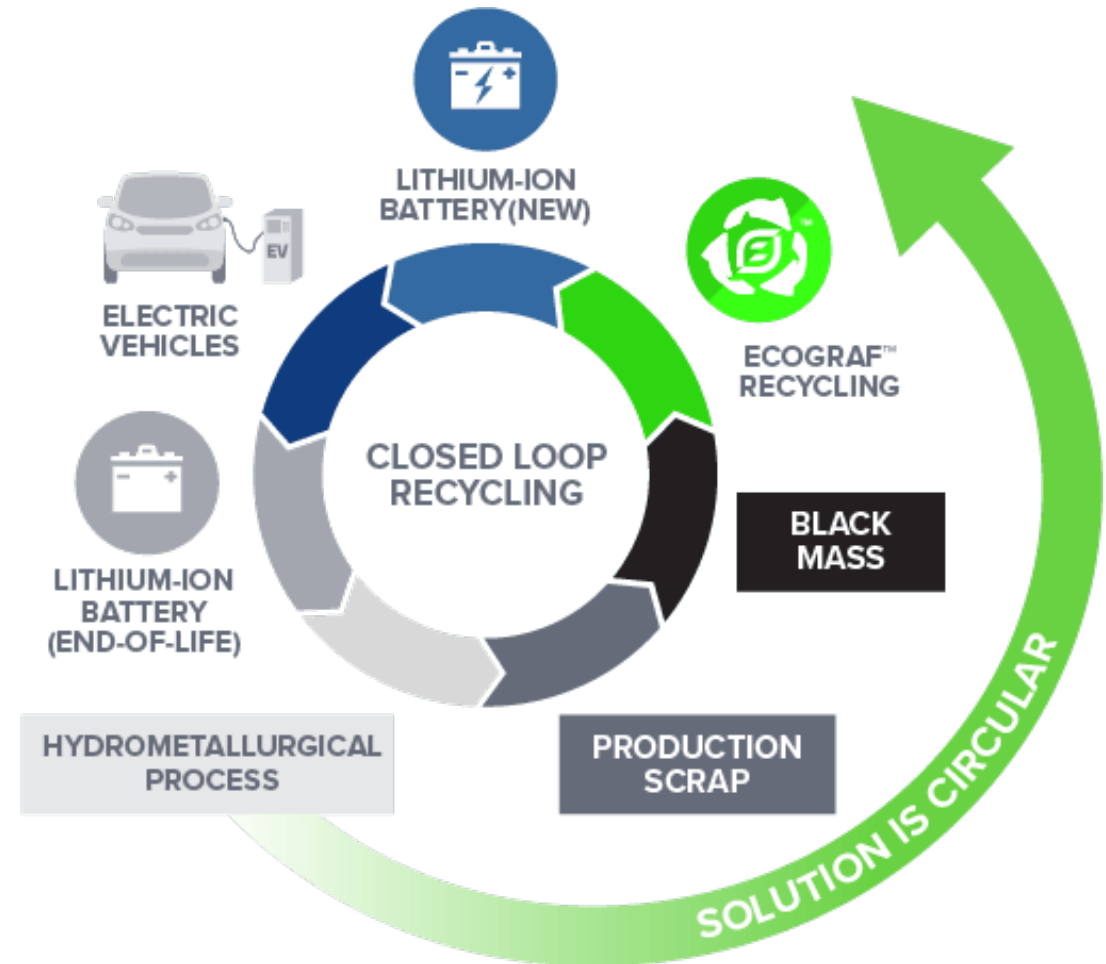 LITHIUM-ION
BATTERY(NEW)
EV
ELECTRIC
VEHICLES
™
ECOGRAF™
RECYCLING
CLOSED LOOP
RECYCLING
BLACK
MASS
LITHIUM-ION
BATTERY
(END-OF-LIFE)
HYDROMETALLURGICAL
PROCESS
PRODUCTION
SCRAP
SOLUTION IS CIRCULAR